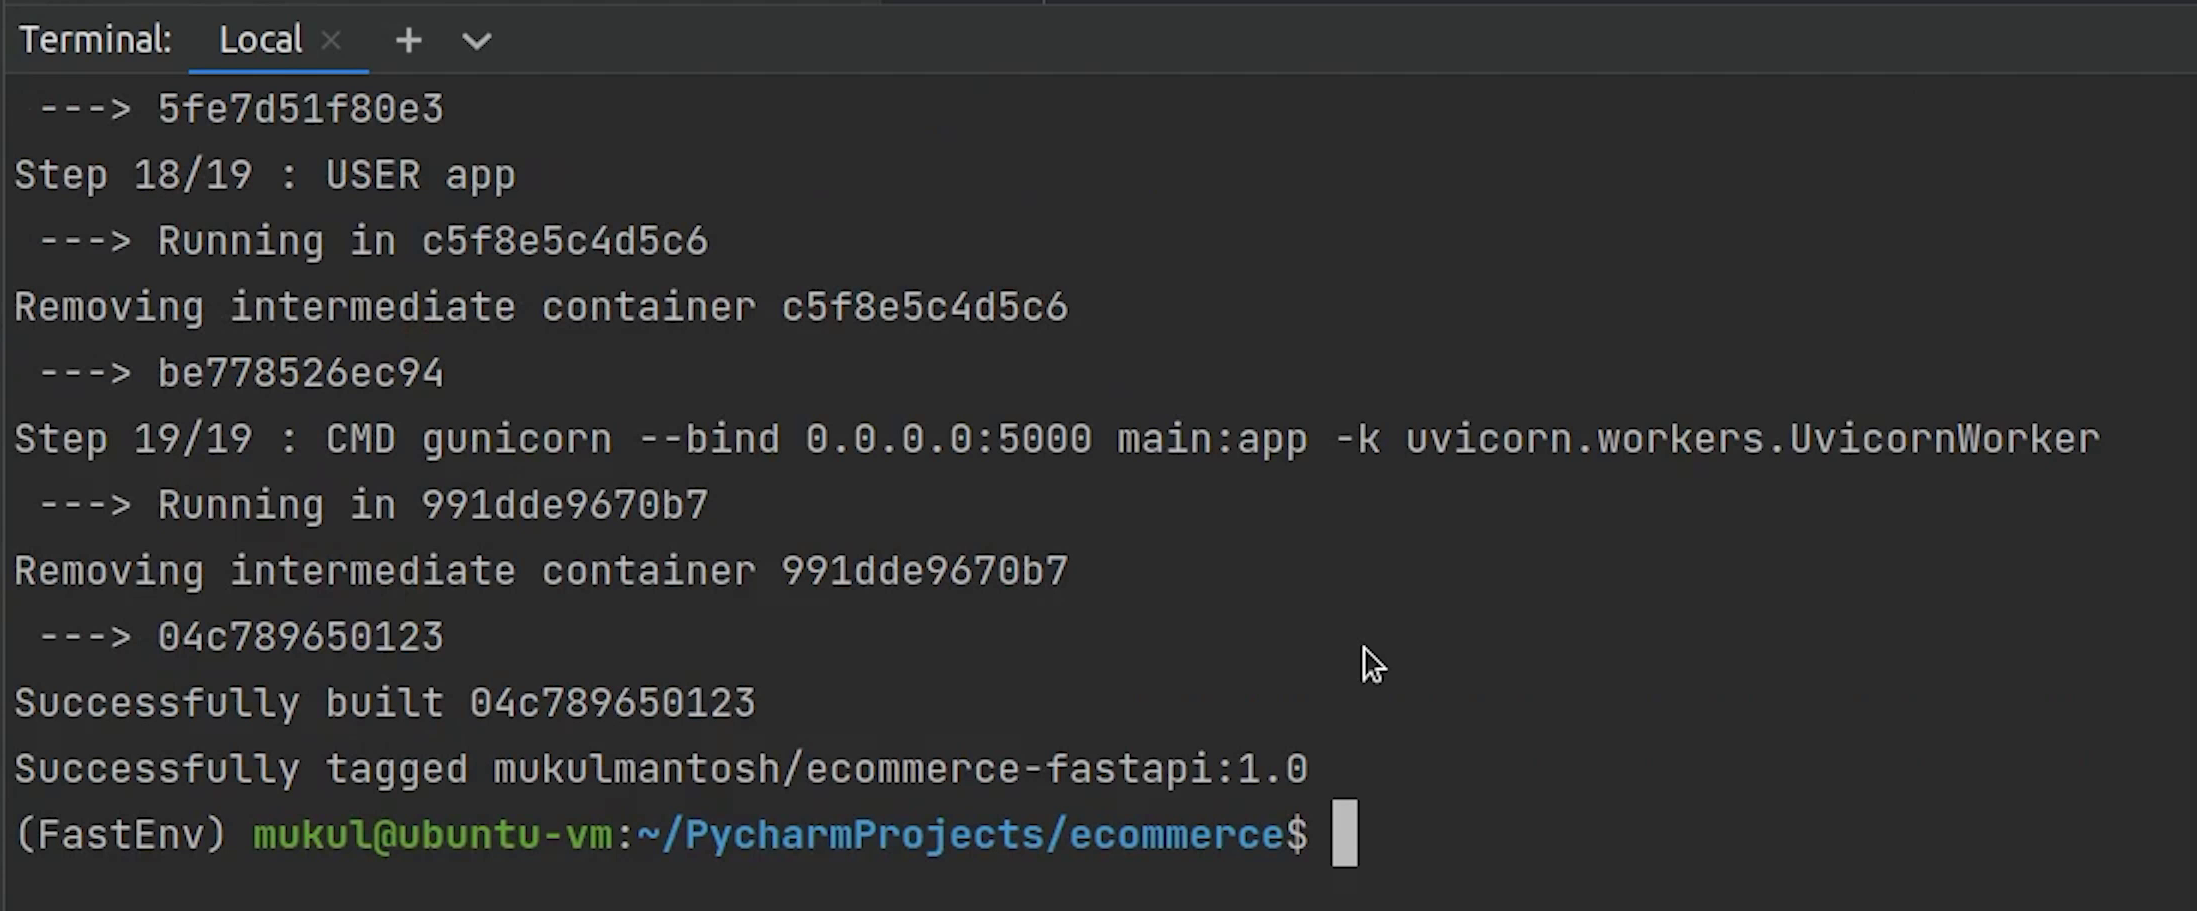 Terminal: Local
---> 5fe7d51f80e3
Step 18/19 : USER app
---> Running in c5f8e5c4d5c6
Removing intermediate container c5f8e5c4d5c6
---> be778526ec94
Step 19/19 : CMD gunicorn --bind 0.0.0.0:5000 main:app -k uvicorn.workers.UvicornWorker
---> Running in 991dde9670b7
Removing intermediate container 991dde9670b7
---> 04c789650123
Successfully built 04c789650123
Successfully tagged mukulmantosh/ecommerce-fastapi:1.0
(FastEnv) mukul@ubuntu-vm:~/PycharmProjects/ecommerce$